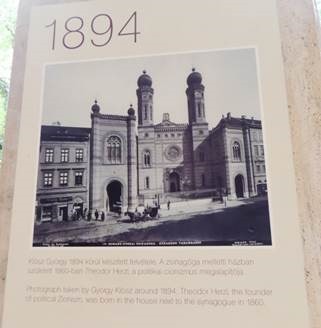 1894
Klösz György 1894 körül készített felvétele. A zsinagóga melletti házban
született 1860-ban Theodor Herzl, a politikai cionizmus megalapítója.
Photograph taken by György Klösz around 1894. Theodor Herzl, the founder
of political Zionism, was born in the house next to the synagogue in 1860.